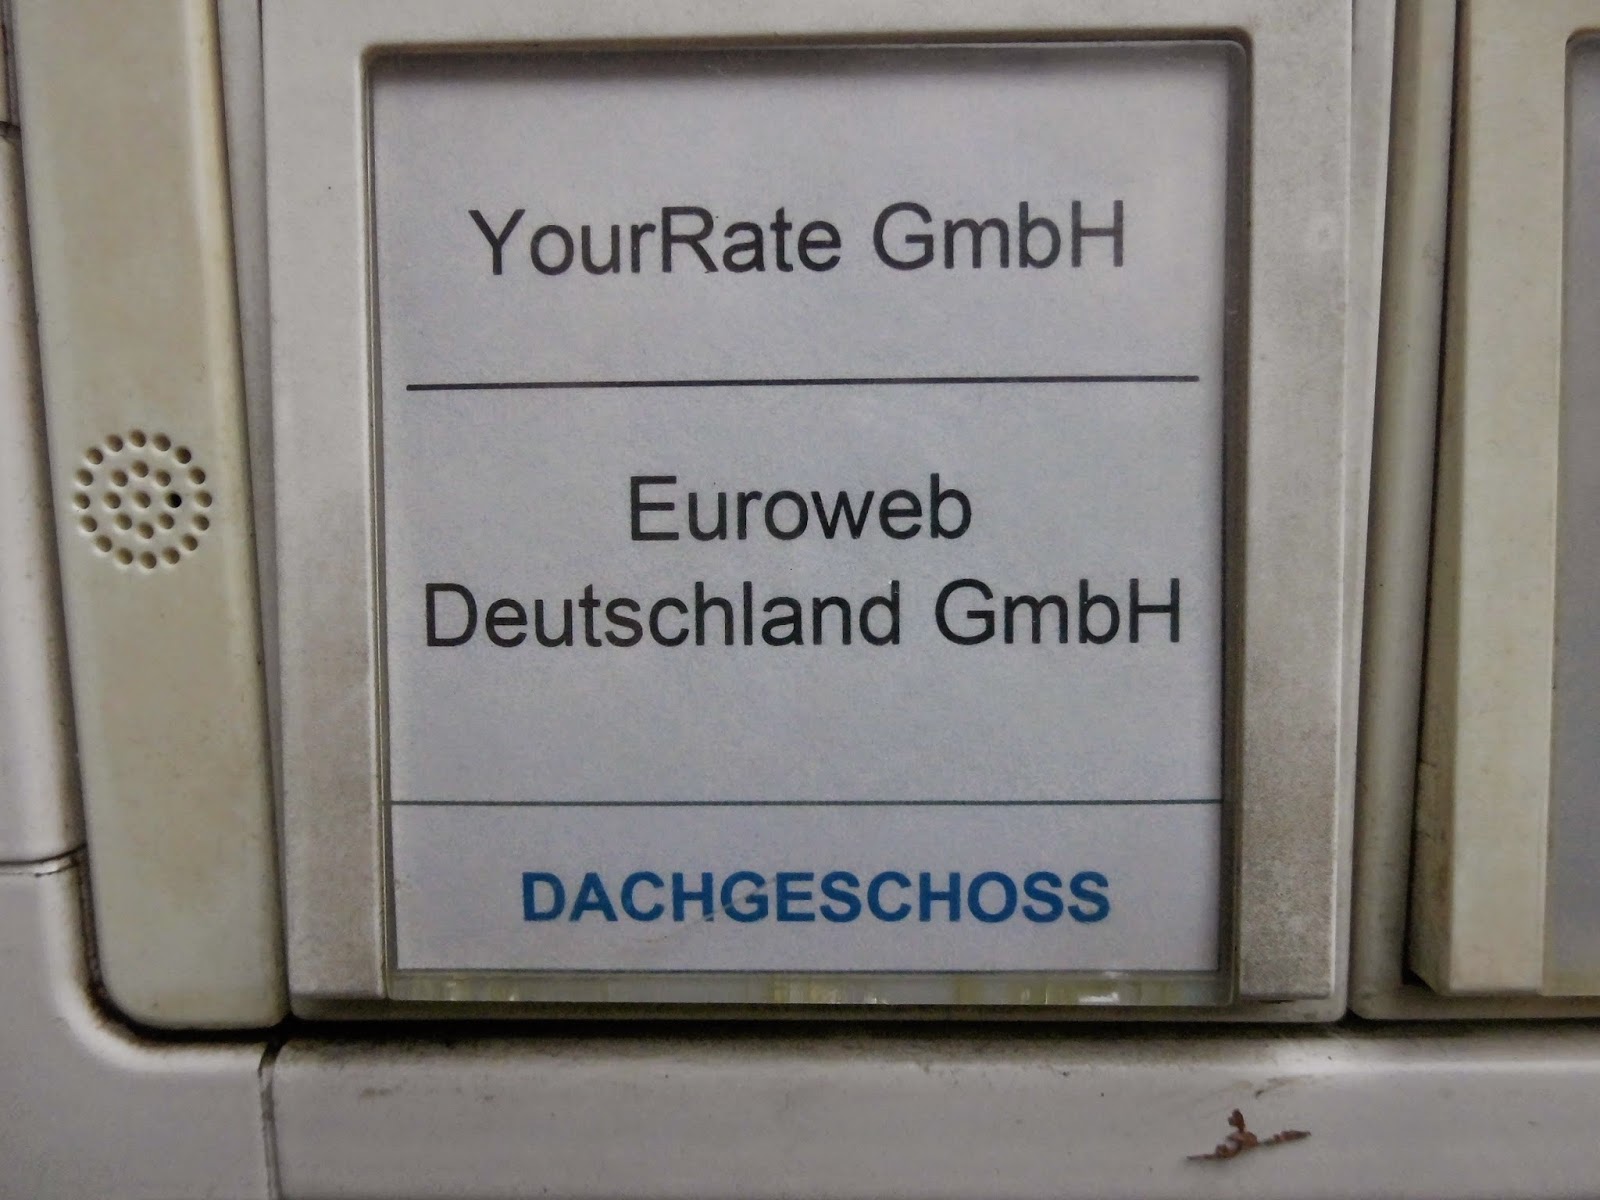 YourRate GmbH
Euroweb
Deutschland GmbH
DACHGESCHOSS